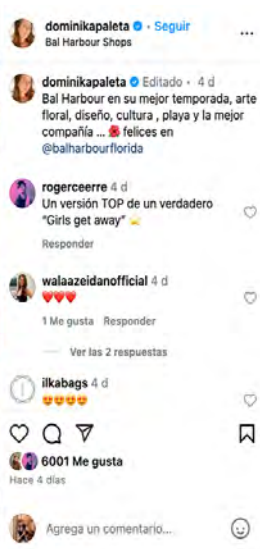 dominikapaleta • Seguir
Bal Harbour Shops
dominikapaleta Editado • 4 d
Bal Harbour en su mejor temporada, arte
floral, diseño, cultura , playa y la mejor
compañía ... 🌺 felices en
@balharbourflorida
rogerceerre 4 d
Un versión TOP de un verdadero
"Girls get away" 💫
Responder
walaazeidanofficial 4 d
❤️❤️❤️
1 Me gusta Responder
Ver las 2 respuestas
ilkabags 4 d
😍😍😍😍
6001 Me gusta
Hace 4 días
Agrega un comentario...